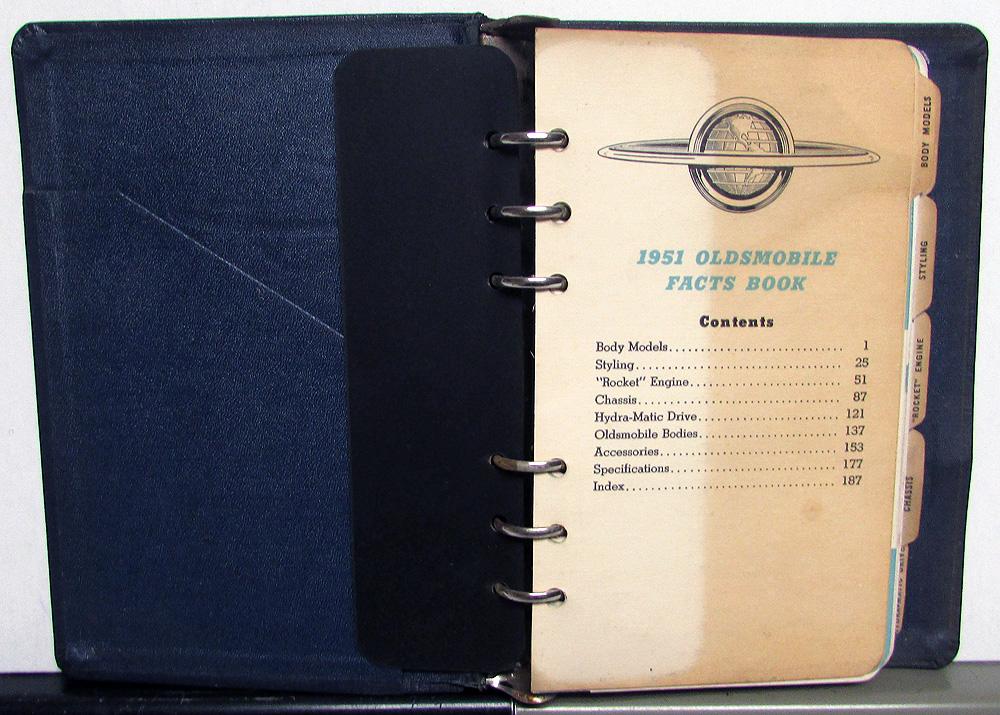 1951 OLDSMOBILE
FACTS BOOK
Contents
Body Models........................... 1
Styling................................ 25
"Rocket" Engine....................... 51
Chassis................................ 87
Hydra-Matic Drive..................... 121
Oldsmobile Bodies..................... 137
Accessories........................... 153
Specifications......................... 177
Index................................. 187
BODY MODELS
STYLING
"ROCKET" ENGINE
CHASSIS